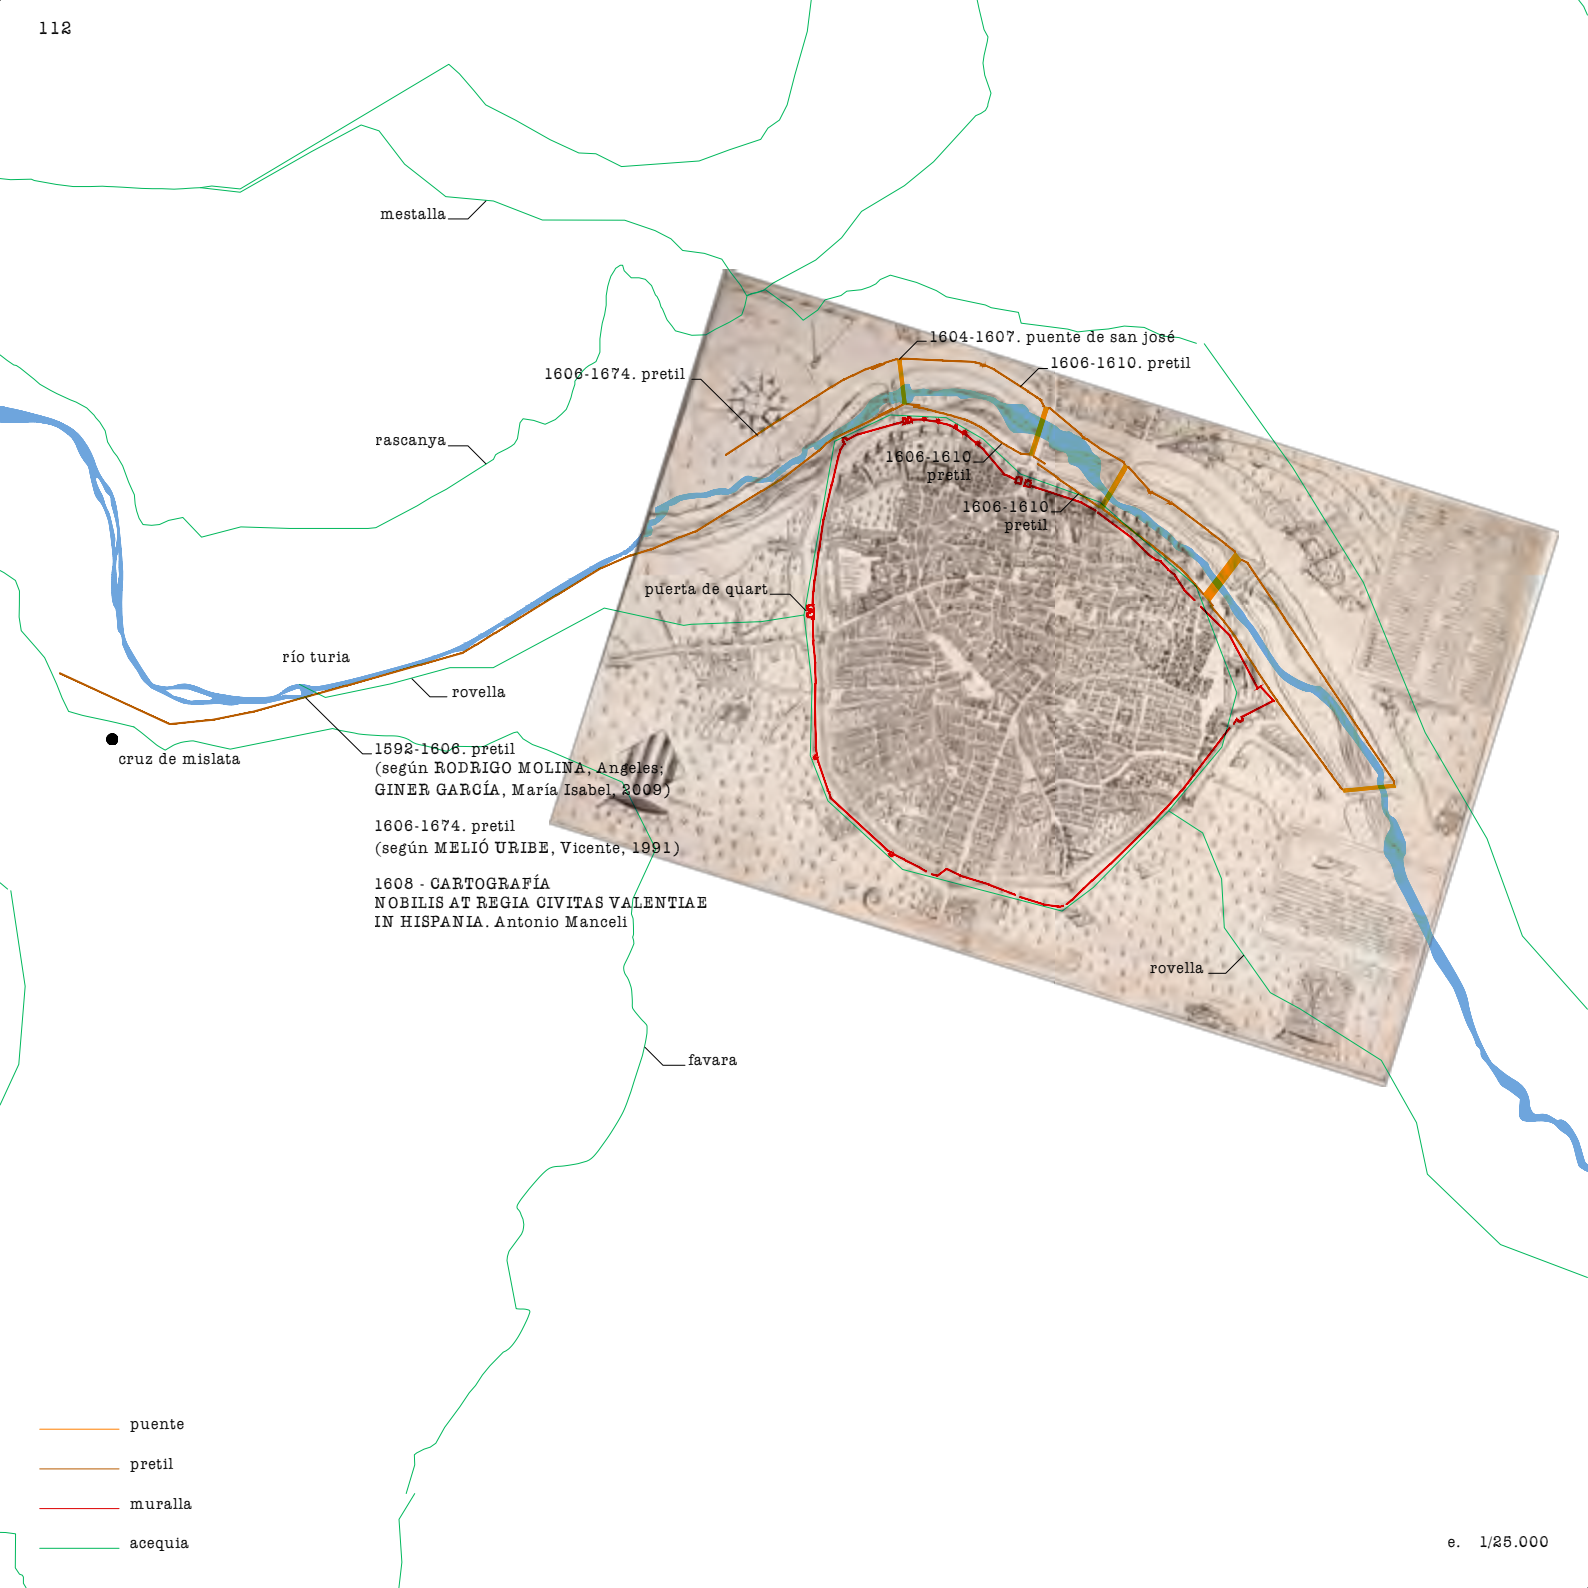 112
mestalla
1604-1607. puente de san josé
1606-1610. pretil
1606-1674. pretil
rascanya
1606-1610
pretil
1606-1610
pretil
puerta de quart
río turia
rovella
cruz de mislata
1592-1606. pretil
(según RODRIGO MOLINA, Angeles;
GINER GARCÍA, María Isabel, 2009)
1606-1674. pretil
(según MELIÓ URIBE, Vicente, 1991)
1608 - CARTOGRAFÍA
NOBILIS AT REGIA CIVITAS VALENTIAE
IN HISPANIA. Antonio Manceli
rovella
favara
puente
pretil
muralla
acequia
e. 1/25.000